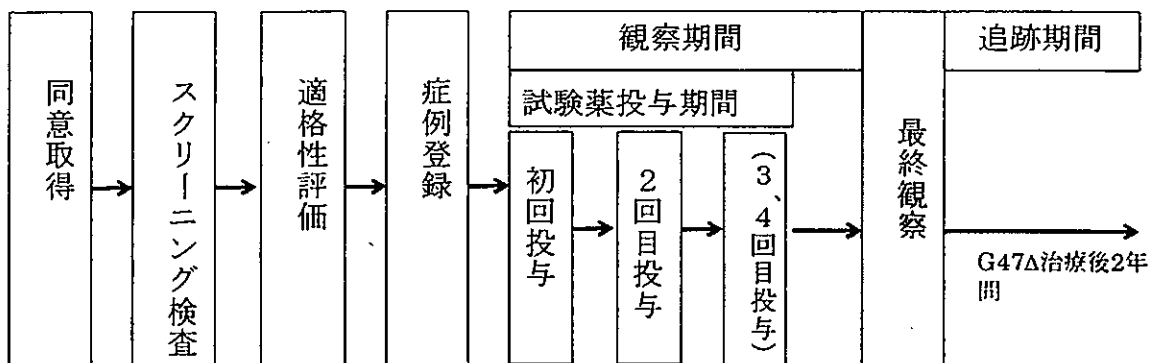 同意取得
スクリーニング検査
適格性評価
症例登録
観察期間
試験薬投与期間
初回投与
2回目投与
(3、4回目投与)
最終観察
追跡期間
G47Δ治療後2年
間